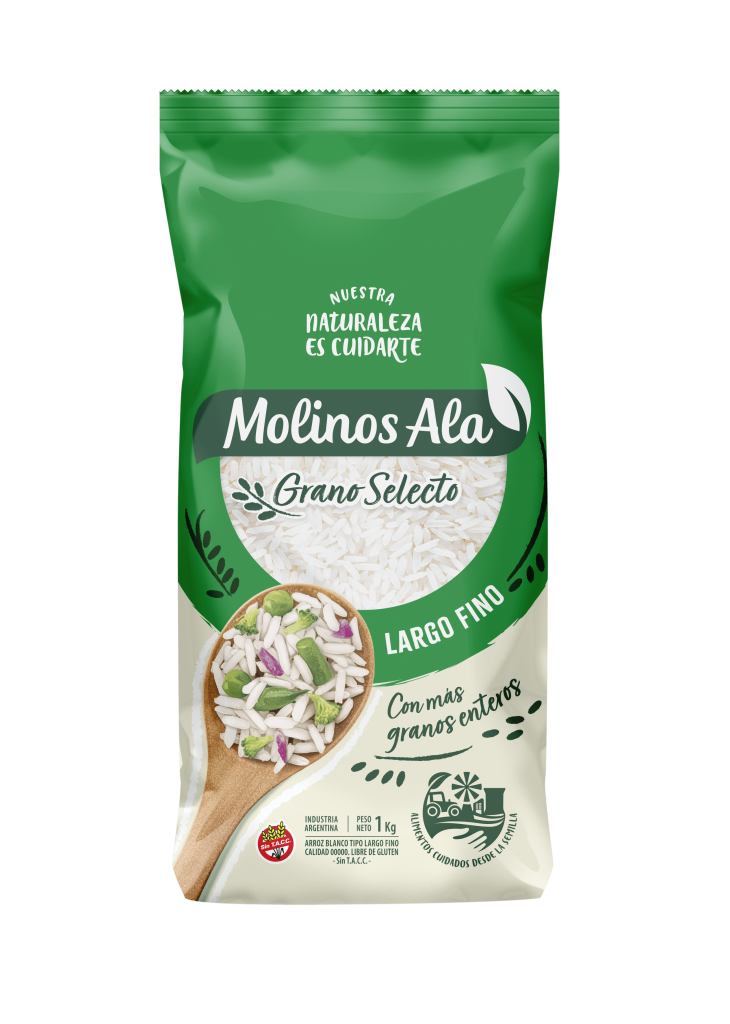 NUESTRA
NATURALEZA
ES CUIDARTE
Molinos Ala
Grano Selecto
LARGO FINO
Con más
granos enteros
INDUSTRIA
ARGENTINA
PESO
NETO 1 Kg
ARROZ BLANCO TIPO LARGO FINO
CALIDAD 00000. LIBRE DE GLUTEN
- Sin T.A.C.C. -
Sin T.A.C.C.
ALIMENTOS CUIDADOS DESDE LA SEMILLA